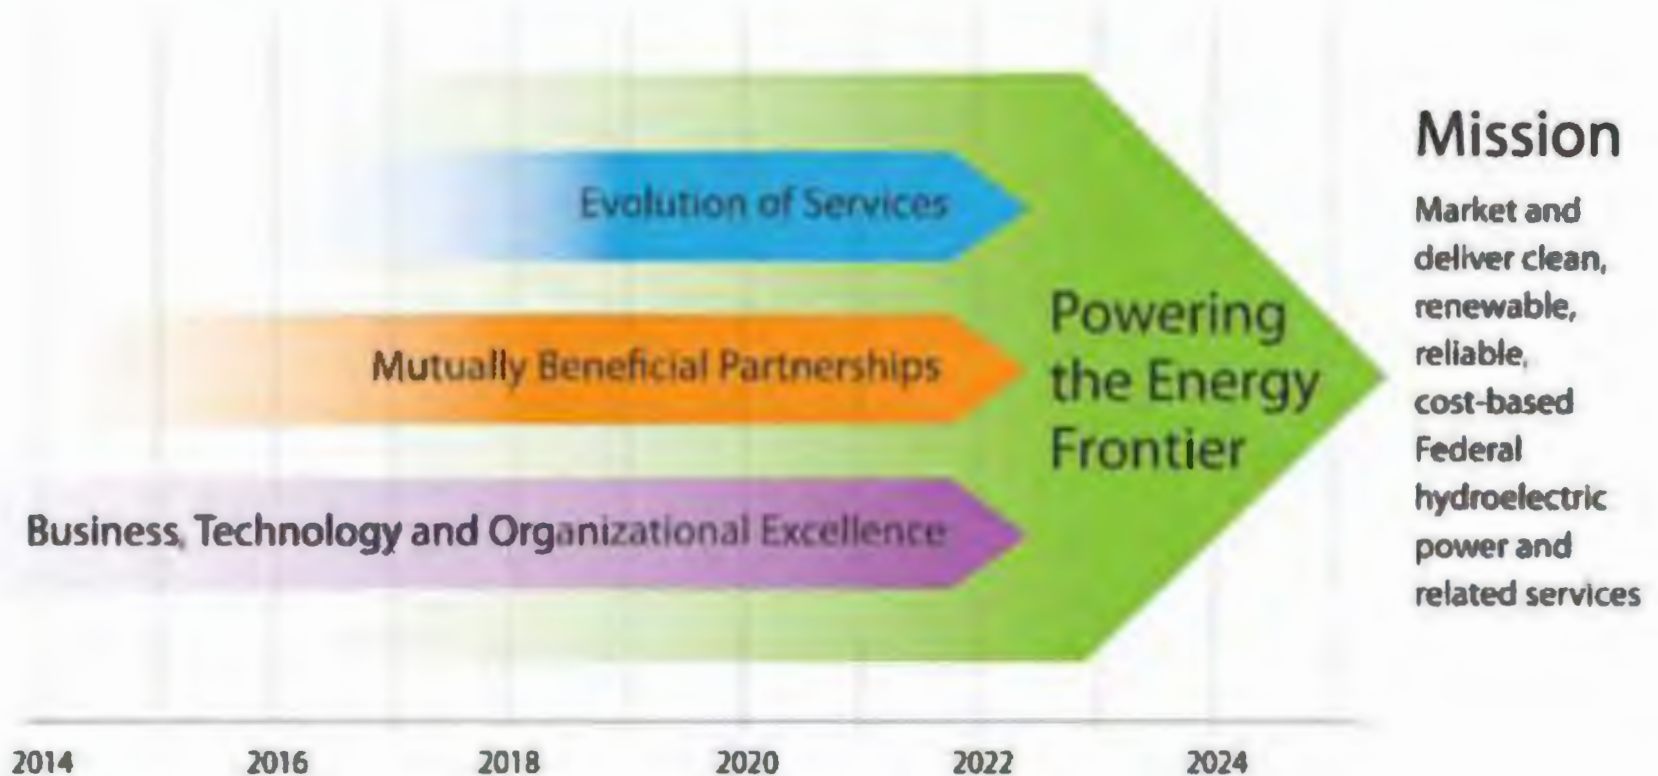 Evolution of Services
Mutually Beneficial Partnerships
Business, Technology and Organizational Excellence
Powering
the Energy
Frontier
Mission
Market and
deliver clean,
renewable,
reliable,
cost-based
Federal
hydroelectric
power and
related services
2014 2016 2018 2020 2022 2024